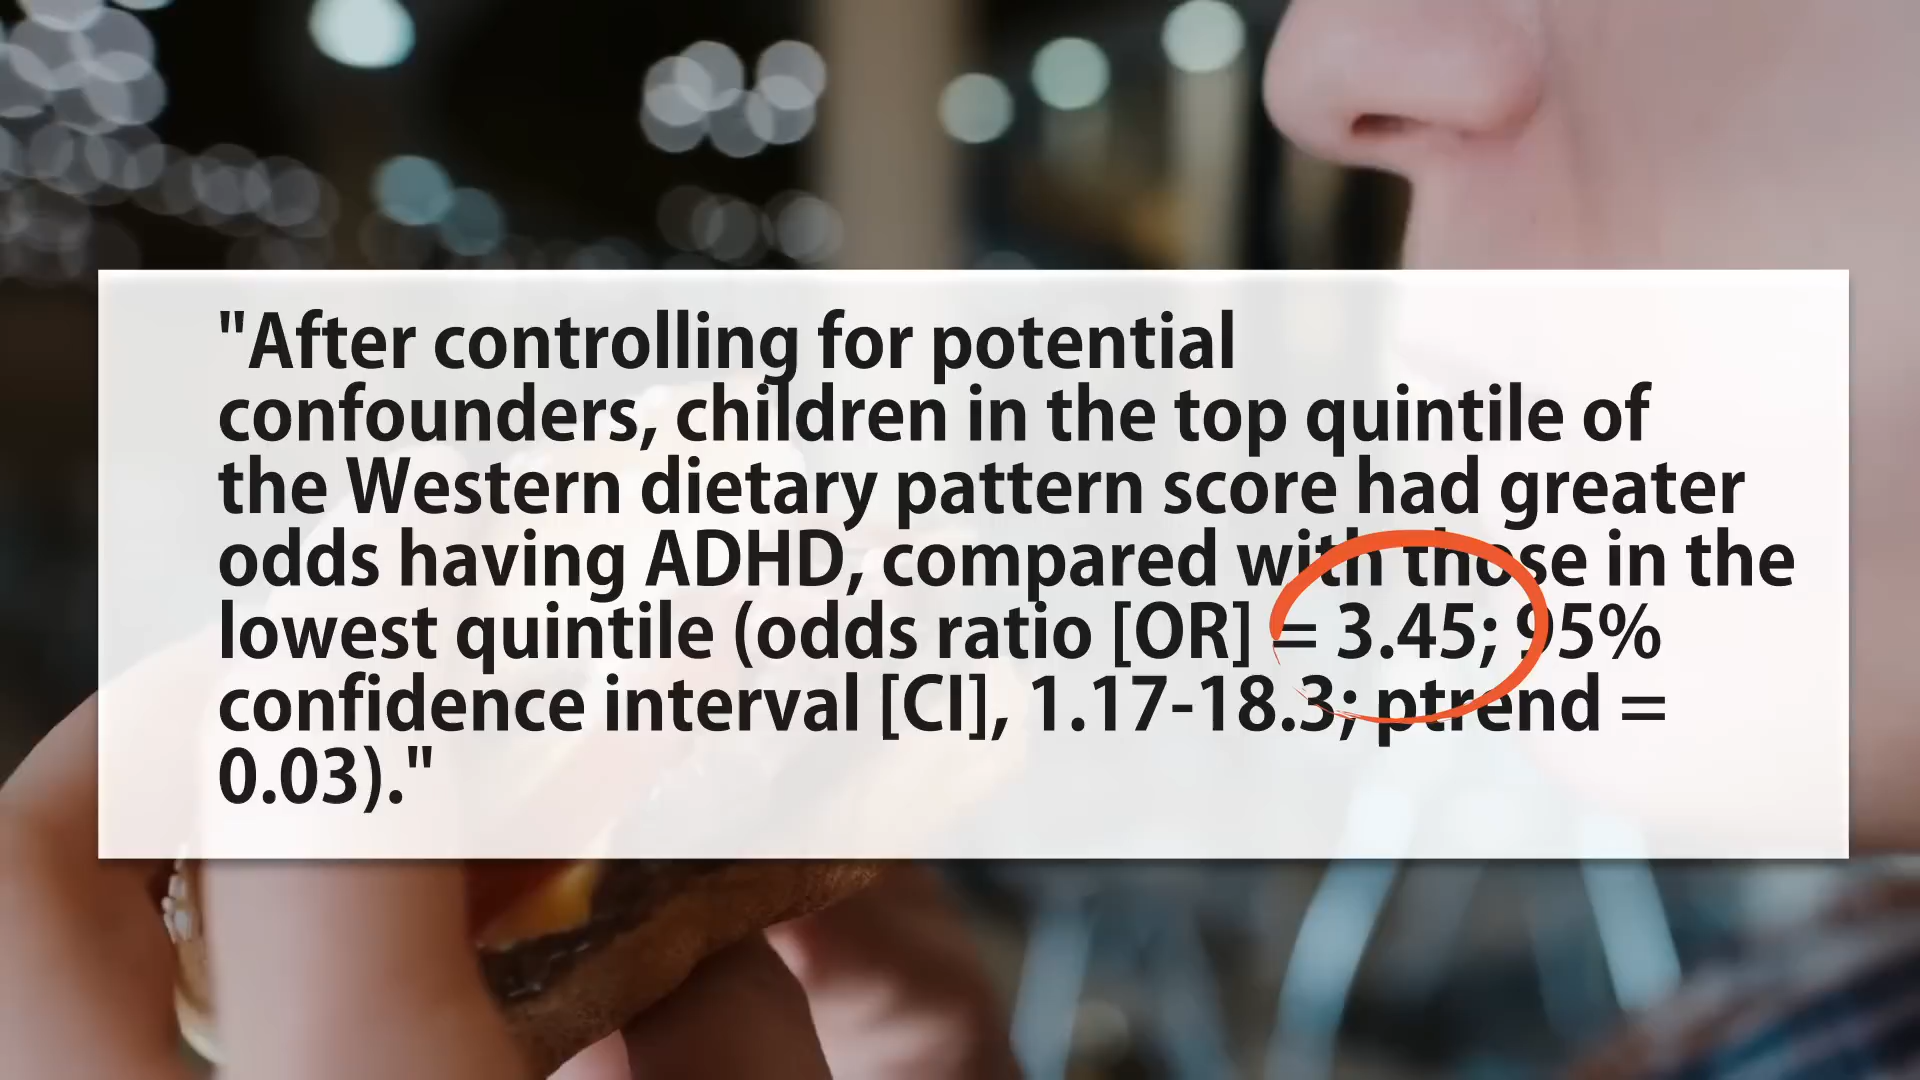 "After controlling for potential
confounders, children in the top quintile of
the Western dietary pattern score had greater
odds having ADHD, compared with those in the
lowest quintile (odds ratio [OR] = 3.45; 95%
confidence interval [CI], 1.17-18.3; ptrend =
0.03)."